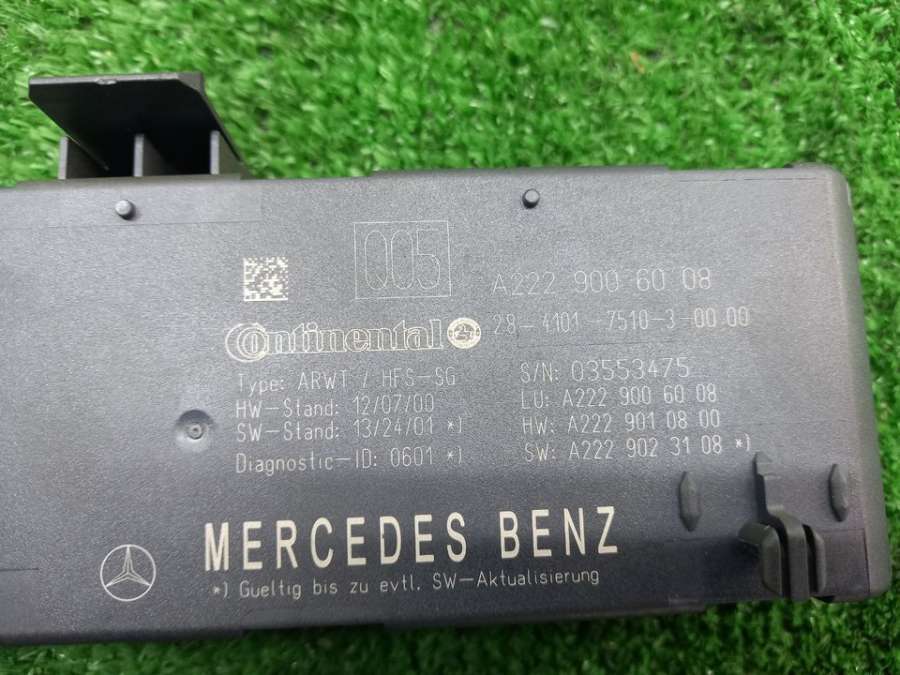 005
A222 900 60 08
Continental
28-4101-7510-3-00.00
Type: ARWT / HFS-SG
HW-Stand: 12/07/00
SW-Stand: 13/24/01 *)
Diagnostic-ID: 0601 *)
S/N: 03553475
LU: A222 900 60 08
HW: A222 901 08 00
SW: A222 902 31 08 *)
MERCEDES BENZ
*) Gueltig bis zu evtl. SW-Aktualisierung